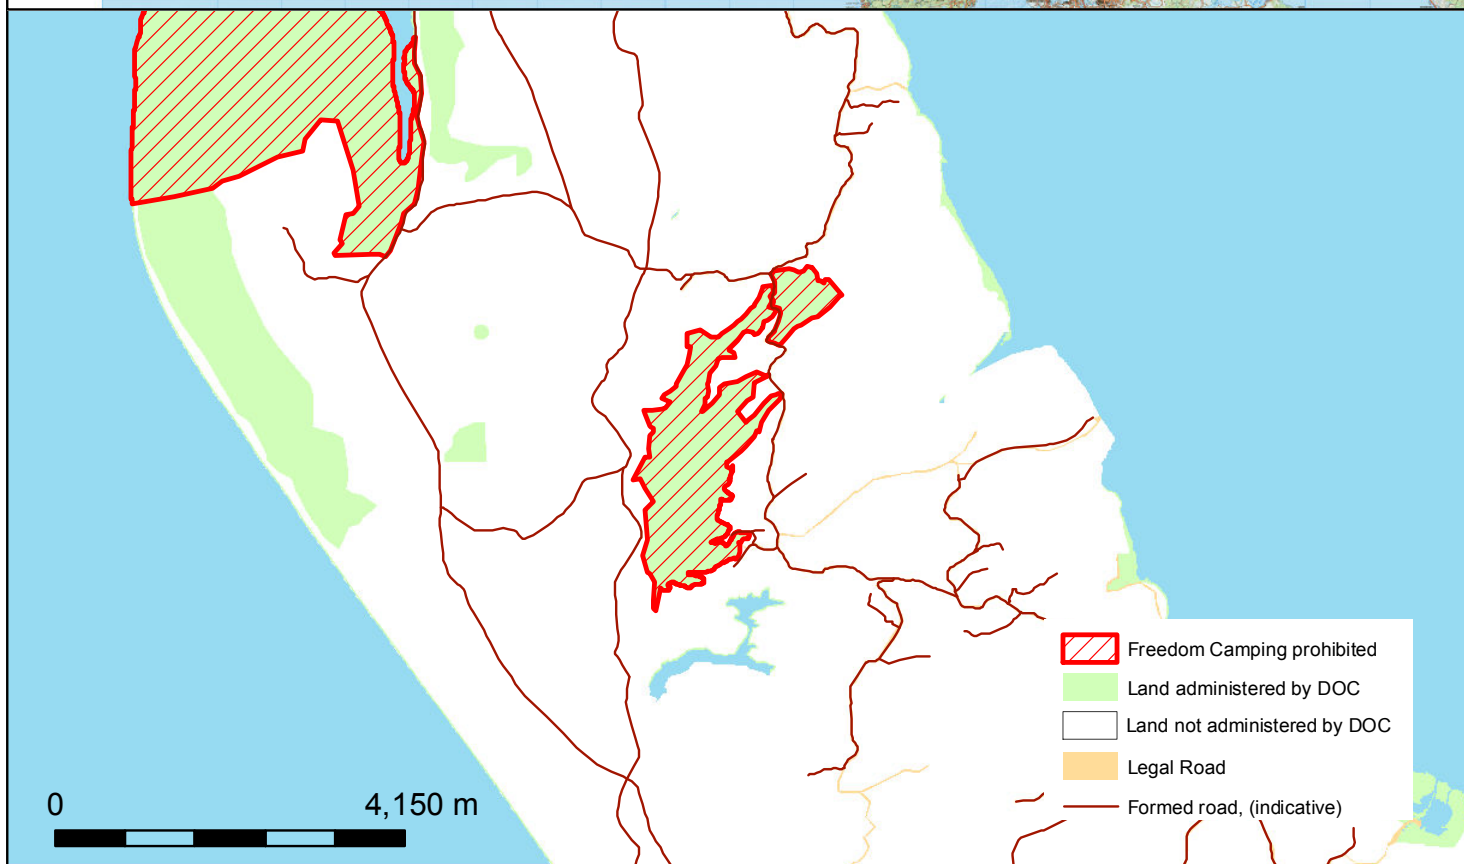 Freedom Camping prohibited
Land administered by DOC
Land not administered by DOC
Legal Road
Formed road, (indicative)
0 4,150 m